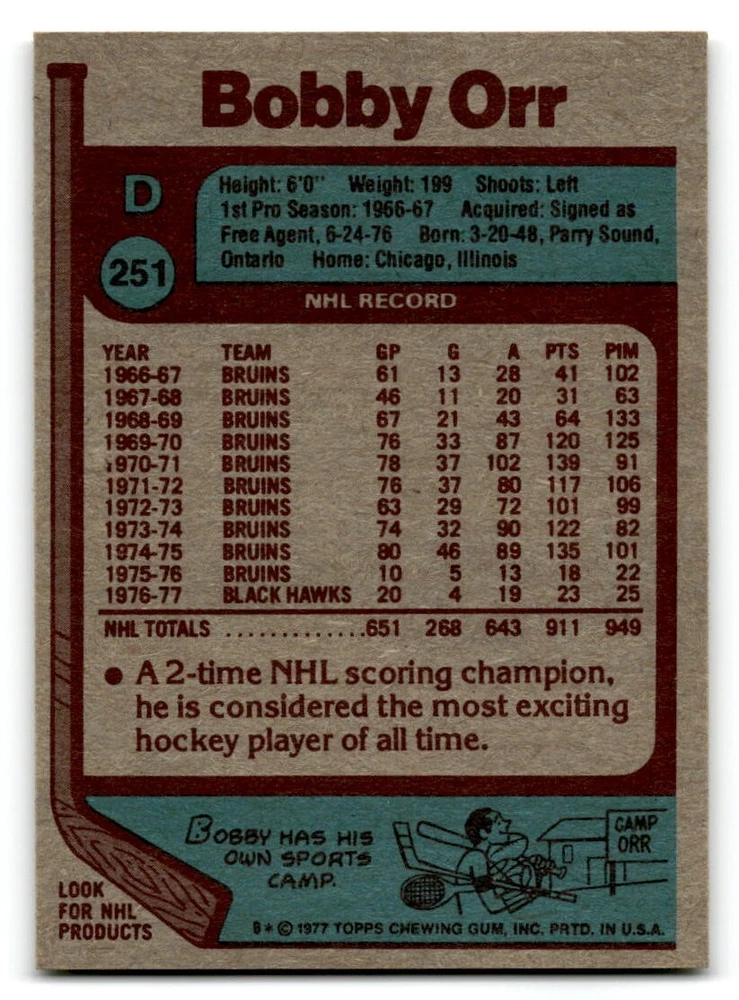 Bobby Orr
D
251
Height: 6'0" Weight: 199 Shoots: Left
1st Pro Season: 1966-67 Acquired: Signed as
Free Agent, 6-24-76 Born: 3-20-48, Parry Sound,
Ontario Home: Chicago, Illinois
NHL RECORD
YEAR TEAM GP G A PTS PIM
1966-67 BRUINS 61 13 28 41 102
1967-68 BRUINS 46 11 20 31 63
1968-69 BRUINS 67 21 43 64 133
1969-70 BRUINS 76 33 87 120 125
1970-71 BRUINS 78 37 102 139 91
1971-72 BRUINS 76 37 80 117 106
1972-73 BRUINS 63 29 72 101 99
1973-74 BRUINS 74 32 90 122 82
1974-75 BRUINS 80 46 89 135 101
1975-76 BRUINS 10 5 13 18 22
1976-77 BLACK HAWKS 20 4 19 23 25
NHL TOTALS ..............651 268 643 911 949
● A 2-time NHL scoring champion,
he is considered the most exciting
hockey player of all time.
BOBBY HAS HIS
OWN SPORTS
CAMP.
CAMP
ORR
LOOK
FOR NHL
PRODUCTS
B * © 1977 TOPPS CHEWING GUM, INC. PRTD. IN U.S.A.